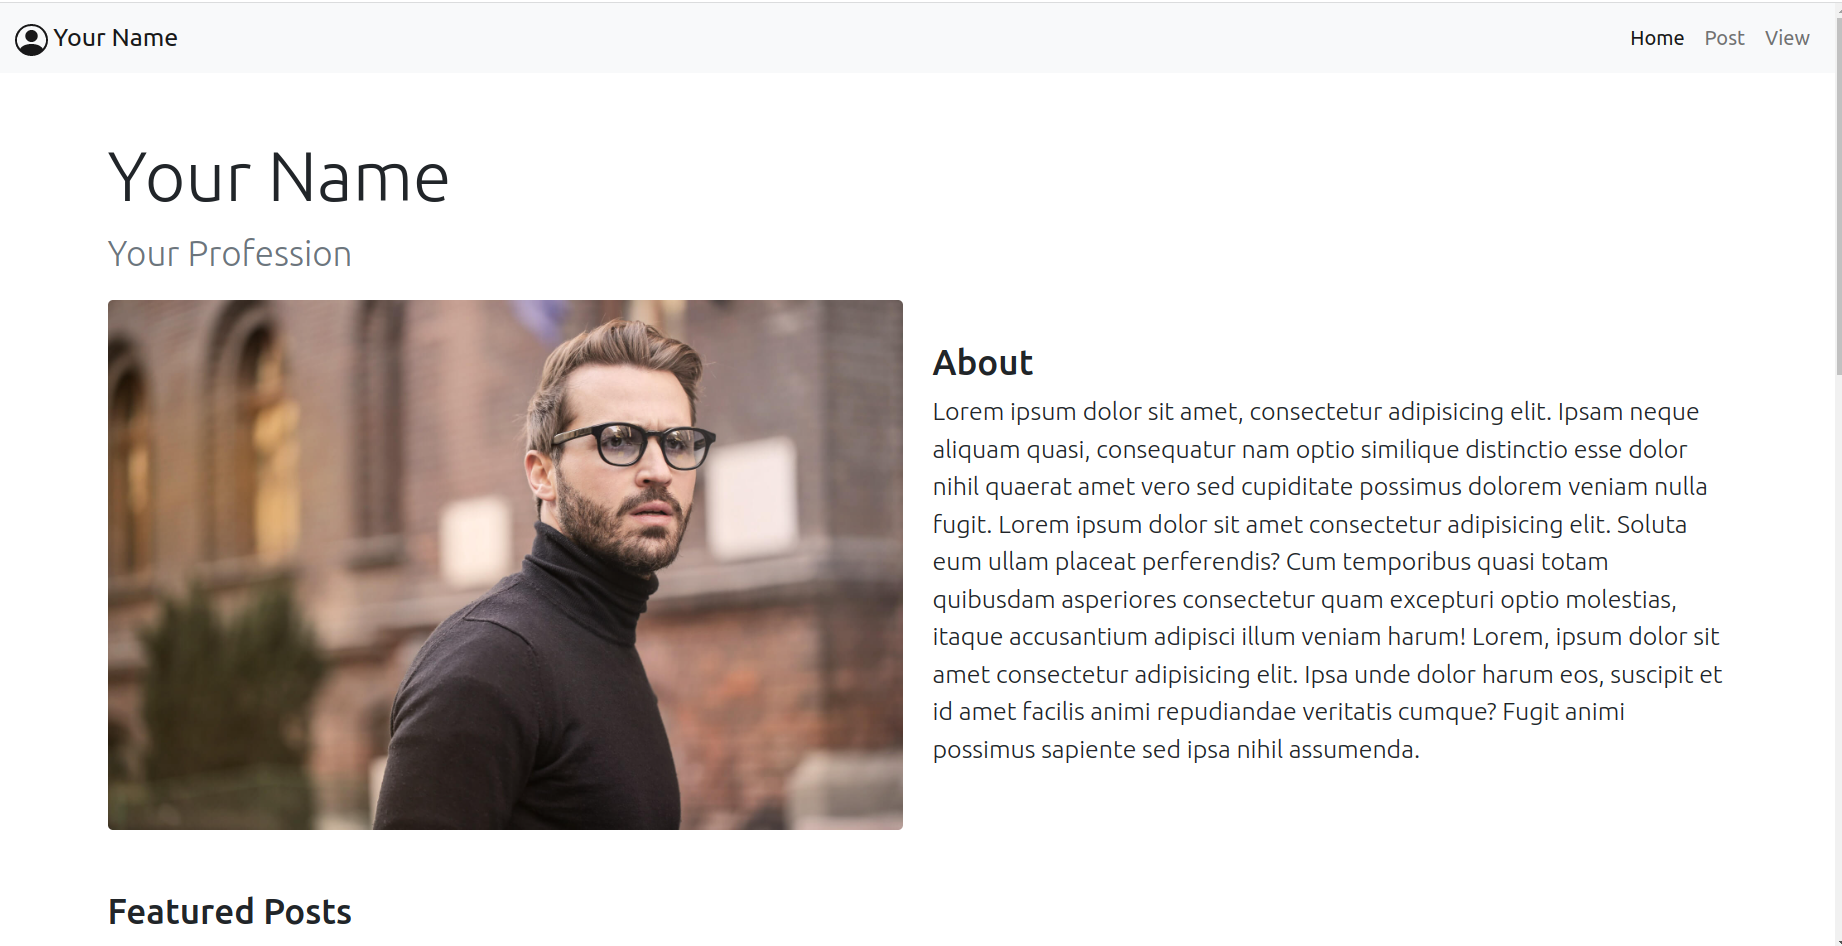 Your Name
Home Post View
Your Name
Your Profession
About
Lorem ipsum dolor sit amet, consectetur adipisicing elit. Ipsam neque
aliquam quasi, consequatur nam optio similique distinctio esse dolor
nihil quaerat amet vero sed cupiditate possimus dolorem veniam nulla
fugit. Lorem ipsum dolor sit amet consectetur adipisicing elit. Soluta
eum ullam placeat perferendis? Cum temporibus quasi totam
quibusdam asperiores consectetur quam excepturi optio molestias,
itaque accusantium adipisci illum veniam harum! Lorem, ipsum dolor sit
amet consectetur adipisicing elit. Ipsa unde dolor harum eos, suscipit et
id amet facilis animi repudiandae veritatis cumque? Fugit animi
possimus sapiente sed ipsa nihil assumenda.
Featured Posts